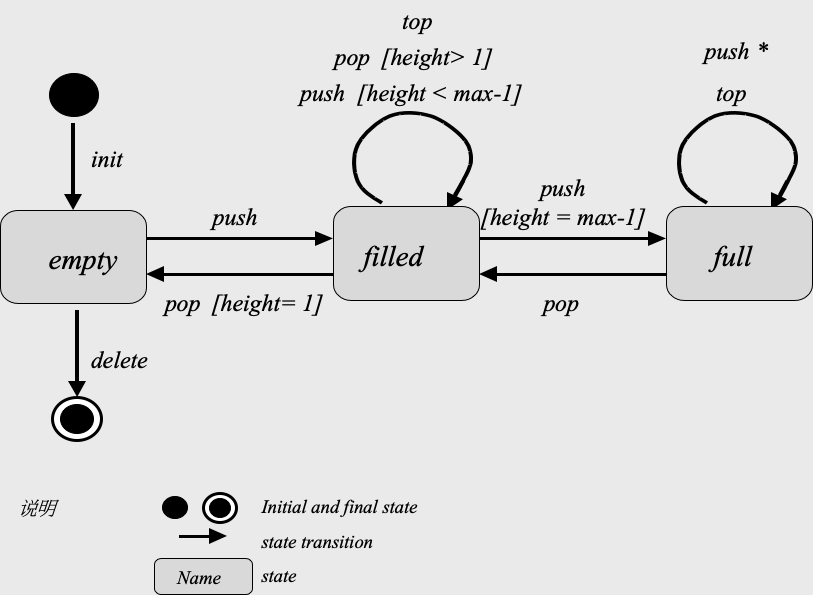 top
pop [height> 1]
push [height < max-1]
push *
top
init
push
push
[height = max-1]
empty
filled
full
pop [height= 1]
pop
delete
说明
Initial and final state
state transition
Name
state